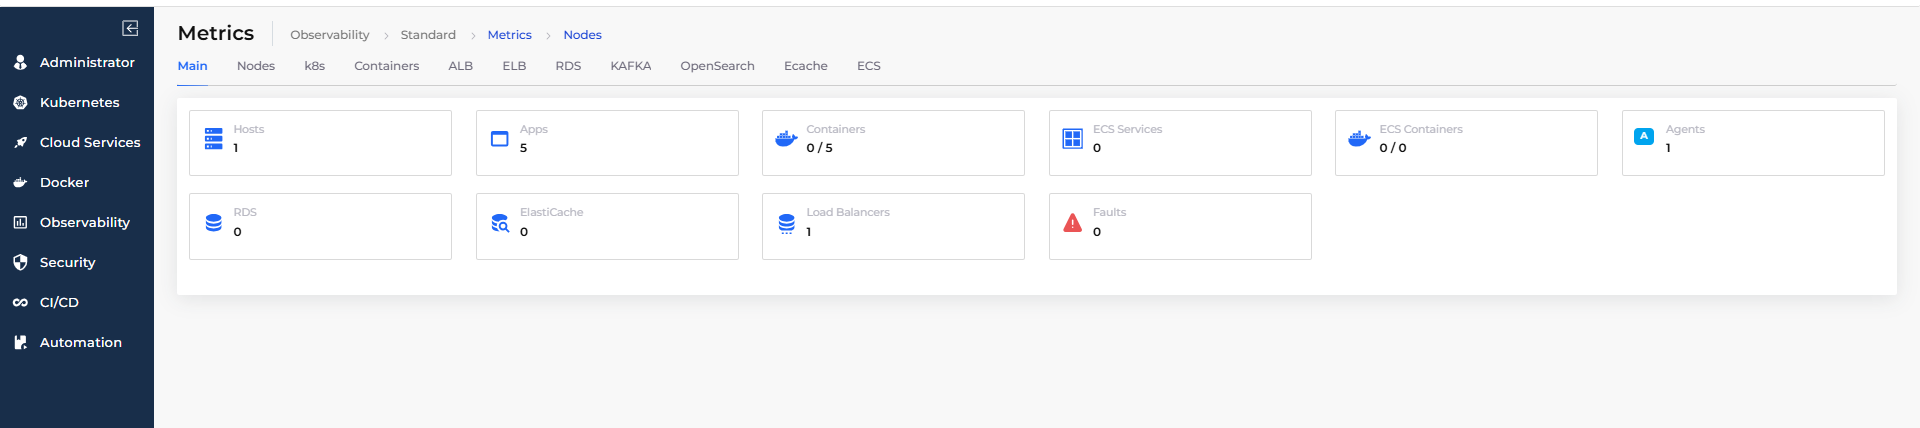 Metrics
Observability > Standard > Metrics > Nodes
Administrator
Kubernetes
Cloud Services
Docker
Observability
Security
CI/CD
Automation
Main Nodes k8s Containers ALB ELB RDS KAFKA OpenSearch Ecache ECS
Hosts
1
Apps
5
Containers
0 / 5
ECS Services
0
ECS Containers
0 / 0
A
Agents
1
RDS
0
ElastiCache
0
Load Balancers
1
Faults
0